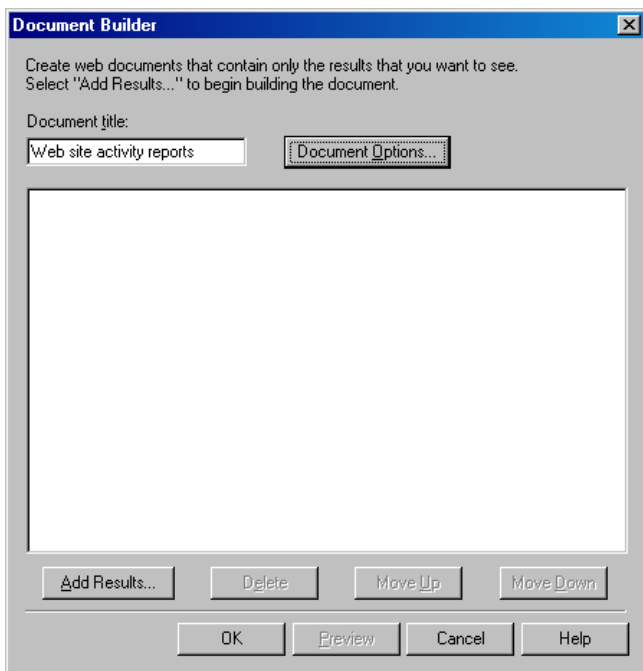 Document Builder
Create web documents that contain only the results that you want to see.
Select "Add Results..." to begin building the document.
Document title:
Web site activity reports
Document Options...
Add Results...
Delete
Move Up
Move Down
OK
Preview
Cancel
Help